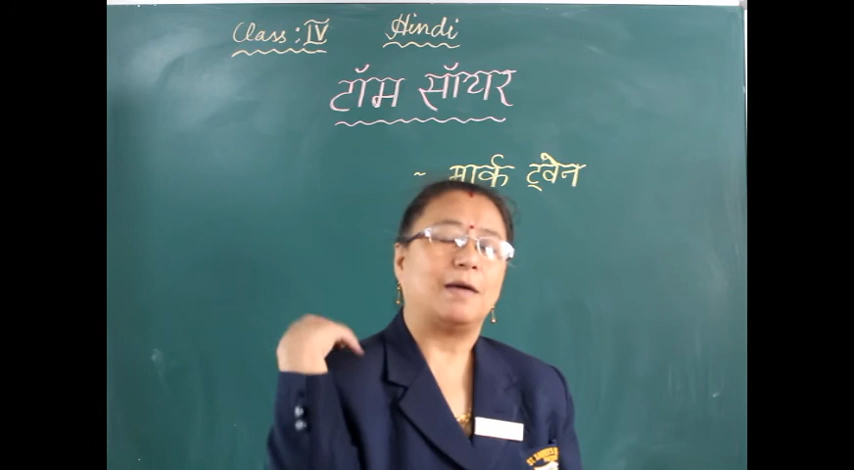 Class : IV Hindi
टॉम सॉयर
~ मार्क ट्वेन